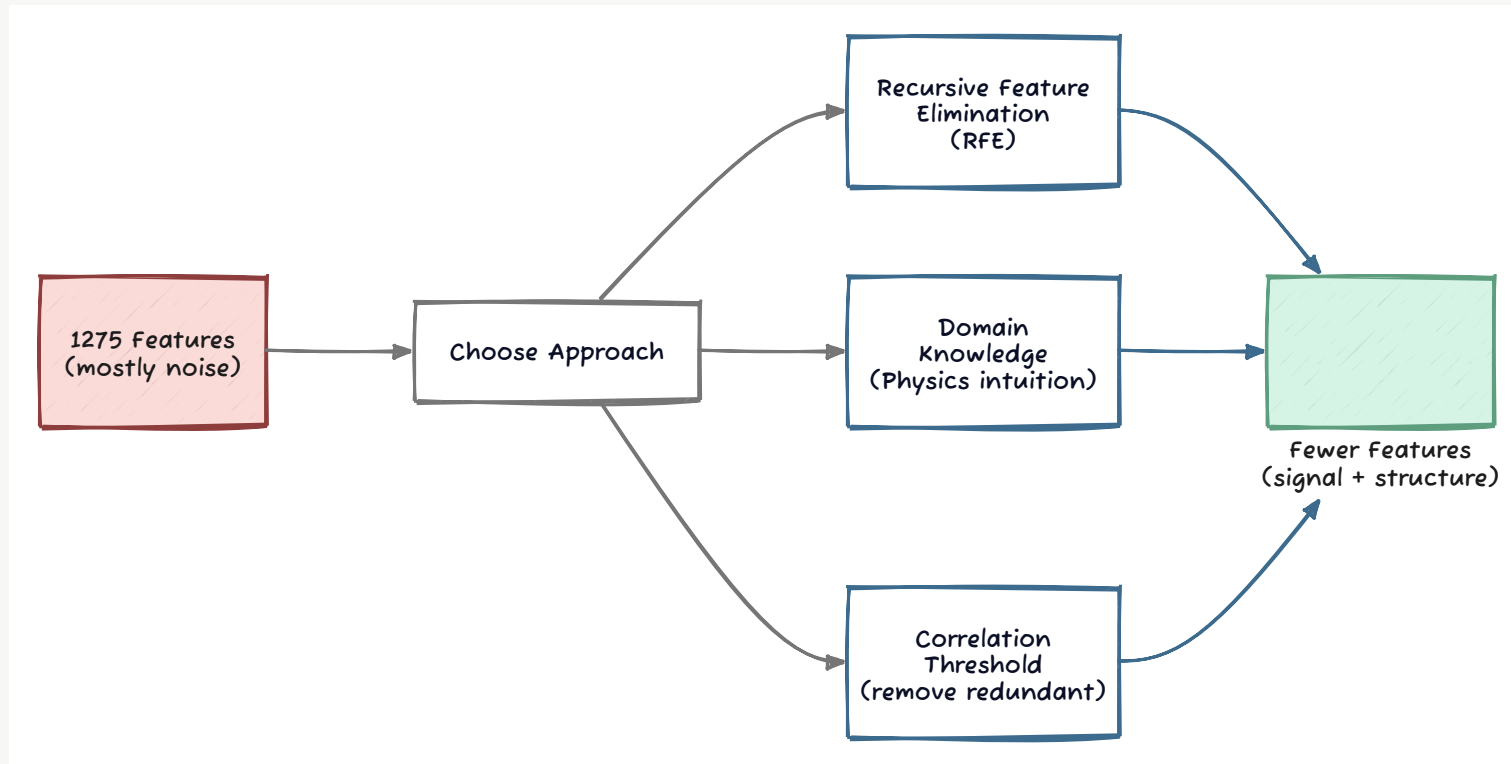 1275 Features
(mostly noise)
Choose Approach
Recursive Feature
Elimination
(RFE)
Domain
Knowledge
(Physics intuition)
Correlation
Threshold
(remove redundant)
Fewer Features
(signal + structure)